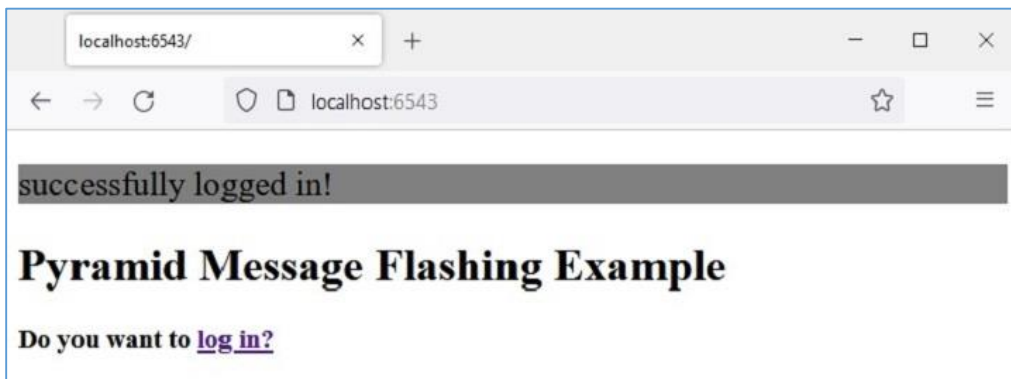 localhost:6543/
localhost:6543
successfully logged in!
Pyramid Message Flashing Example
Do you want to log in?